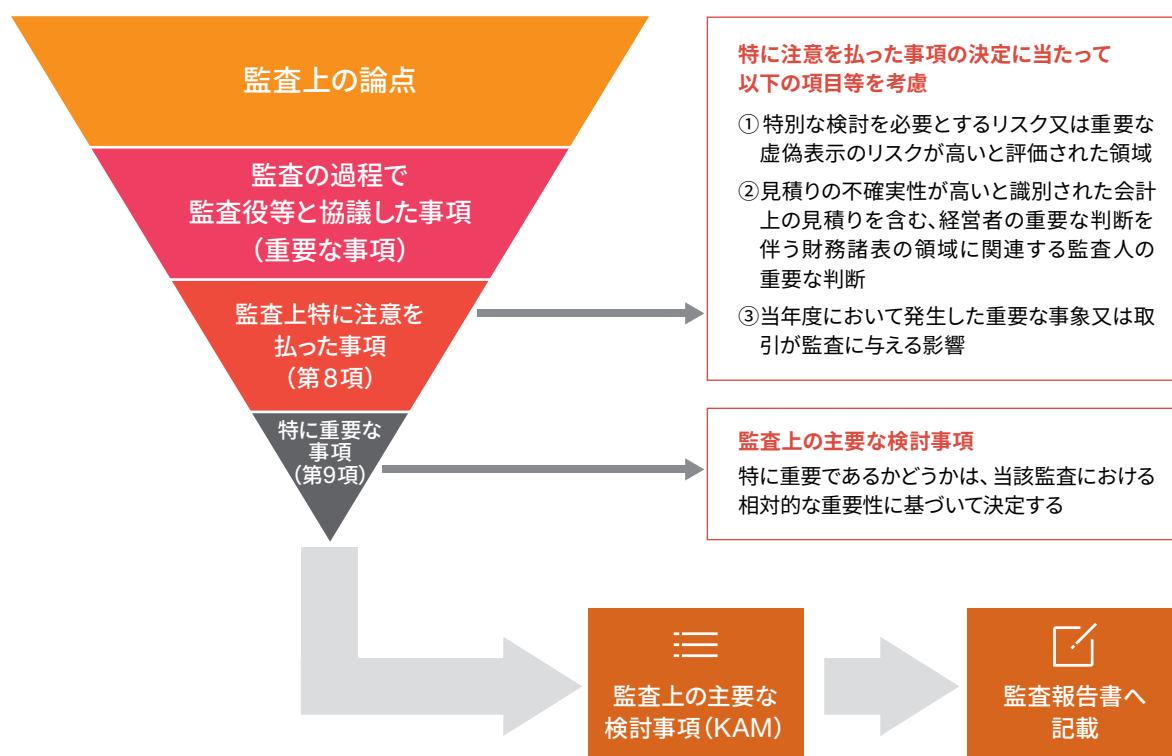 監査上の論点
監査の過程で
監査役等と協議した事項
（重要な事項）
監査上特に注意を
払った事項
（第8項）
特に重要な
事項
（第9項）
特に注意を払った事項の決定に当たって
以下の項目等を考慮
①特別な検討を必要とするリスク又は重要な
虚偽表示のリスクが高いと評価された領域
②見積りの不確実性が高いと識別された会計
上の見積りを含む、経営者の重要な判断を
伴う財務諸表の領域に関連する監査人の
重要な判断
③当年度において発生した重要な事象又は取
引が監査に与える影響
監査上の主要な検討事項
特に重要であるかどうかは、当該監査における
相対的な重要性に基づいて決定する
監査上の主要な
検討事項（KAM）
監査報告書へ
記載